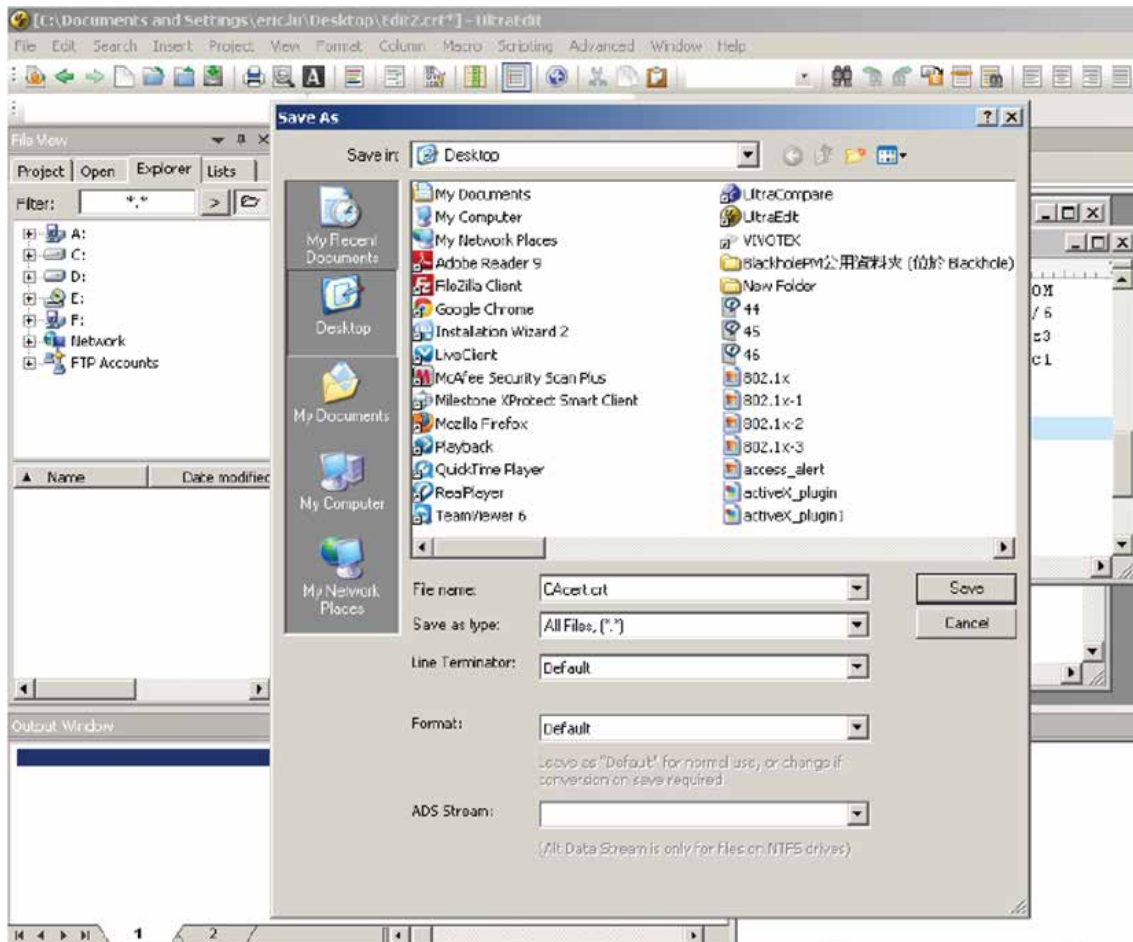 [C:\Documents and Settings\eric.lu\Desktop\Edit2.crt*] - UltraEdit
File Edit Search Insert Project View Format Column Macro Scripting Advanced Window Help
Save As
File View
Save in: Desktop
Project Open Explorer Lists
Filter: *.*
A:
C:
D:
E:
F:
Network
FTP Accounts
Name Date modified
My Recent Documents
Desktop
My Documents
My Computer
My Network Places
My Documents
My Computer
My Network Places
Adobe Reader 9
FileZilla Client
Google Chrome
Installation Wizard 2
LiveClient
McAfee Security Scan Plus
Milestone XProtect Smart Client
Mozilla Firefox
Playback
QuickTime Player
RealPlayer
TeamViewer 6
UltraCompare
UltraEdit
VIVOTEK
BlackholePM公用資料夾 (位於 Blackhole)
New Folder
44
45
46
802.1x
802.1x-1
802.1x-2
802.1x-3
access_alert
activeX_plugin
activeX_plugin1
OM
/6
z3
c1
File name: CAcert.crt
Save
Save as type: All Files, (*.*)
Cancel
Line Terminator: Default
Format: Default
Leave as "Default" for normal use, or change if
conversion on save required.
ADS Stream:
(Alt Data Stream is only for files on NTFS drives)
Output Window
1 2